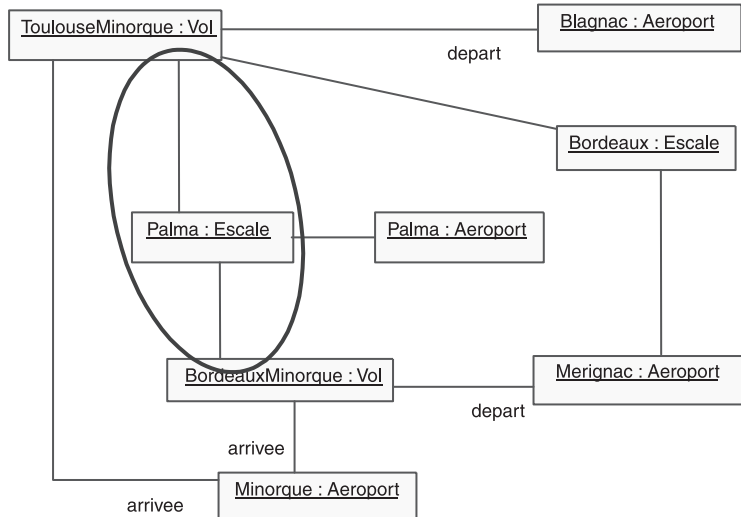 ToulouseMinorque : Vol
Blagnac : Aeroport
depart
Bordeaux : Escale
Palma : Escale
Palma : Aeroport
BordeauxMinorque : Vol
Merignac : Aeroport
depart
arrivee
Minorque : Aeroport
arrivee